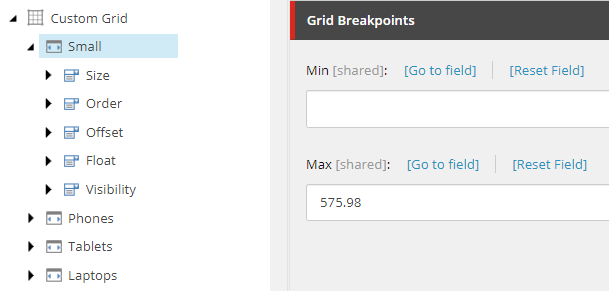 Custom Grid
Small
Size
Order
Offset
Float
Visibility
Phones
Tablets
Laptops
Grid Breakpoints
Min [shared]: [Go to field] [Reset Field]
Max [shared]: [Go to field] [Reset Field]
575.98